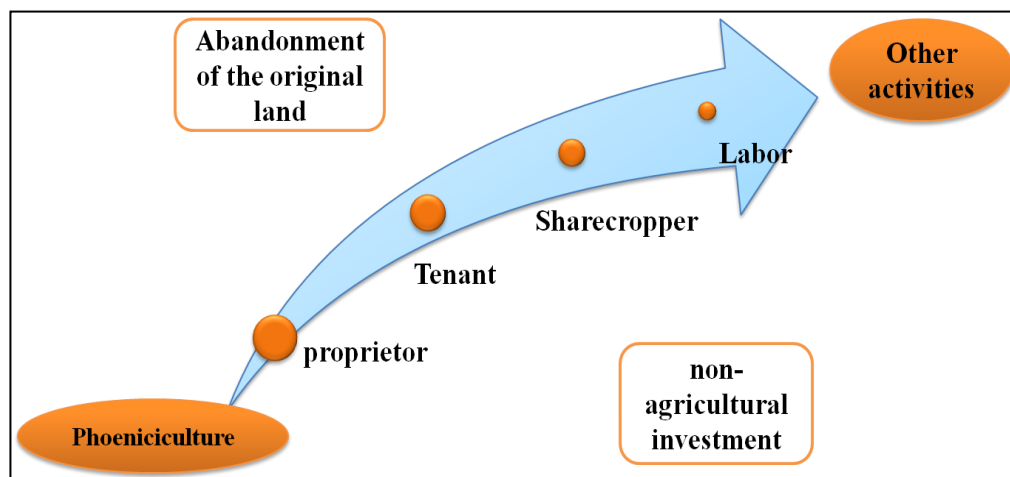 Abandonment
of the original
land
Other
activities
Labor
Sharecropper
Tenant
proprietor
non-
agricultural
investment
Phoeniciculture